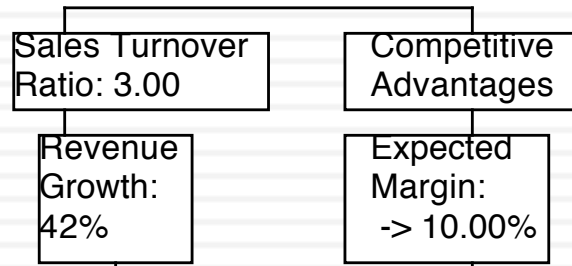 Sales Turnover
Ratio: 3.00
Competitive
Advantages
Revenue
Growth:
42%
Expected
Margin:
-> 10.00%